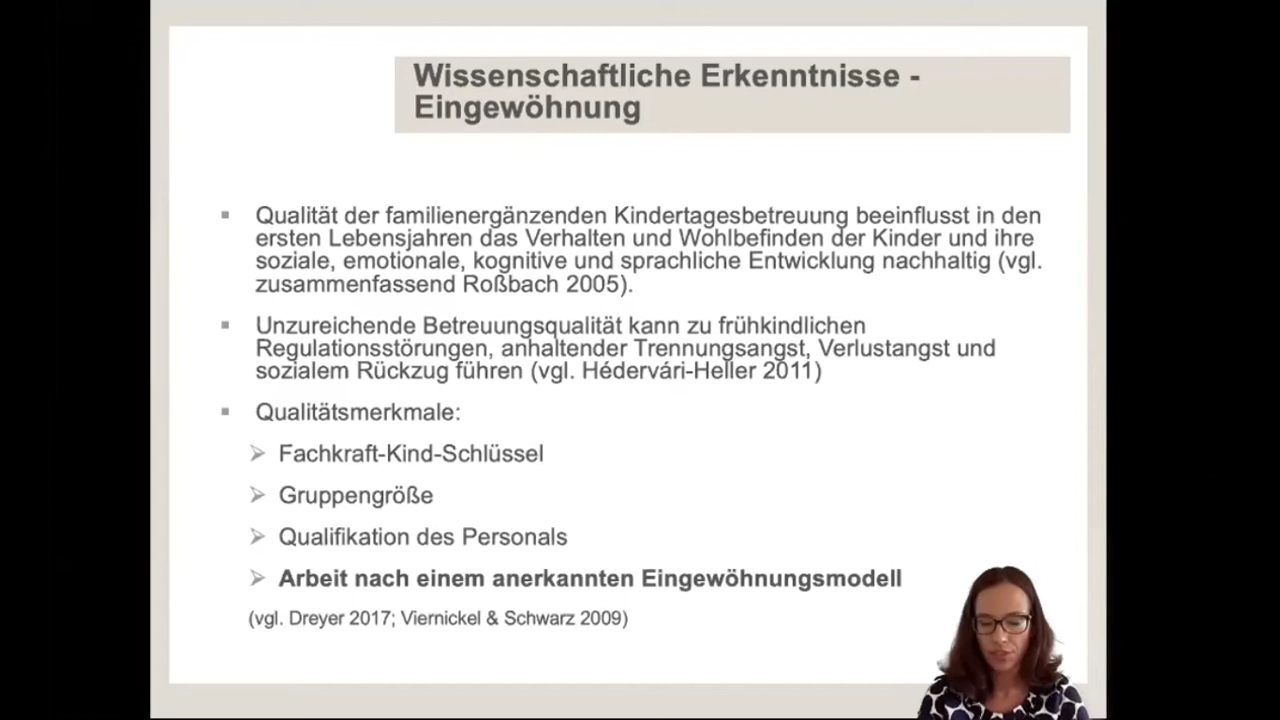 Wissenschaftliche Erkenntnisse -
Eingewöhnung
▪ Qualität der familienergänzenden Kindertagesbetreuung beeinflusst in den
ersten Lebensjahren das Verhalten und Wohlbefinden der Kinder und ihre
soziale, emotionale, kognitive und sprachliche Entwicklung nachhaltig (vgl.
zusammenfassend Roßbach 2005).
▪ Unzureichende Betreuungsqualität kann zu frühkindlichen
Regulationsstörungen, anhaltender Trennungsangst, Verlustangst und
sozialem Rückzug führen (vgl. Hédervári-Heller 2011)
▪ Qualitätsmerkmale:
➢ Fachkraft-Kind-Schlüssel
➢ Gruppengröße
➢ Qualifikation des Personals
➢ Arbeit nach einem anerkannten Eingewöhnungsmodell
(vgl. Dreyer 2017; Viernickel & Schwarz 2009)